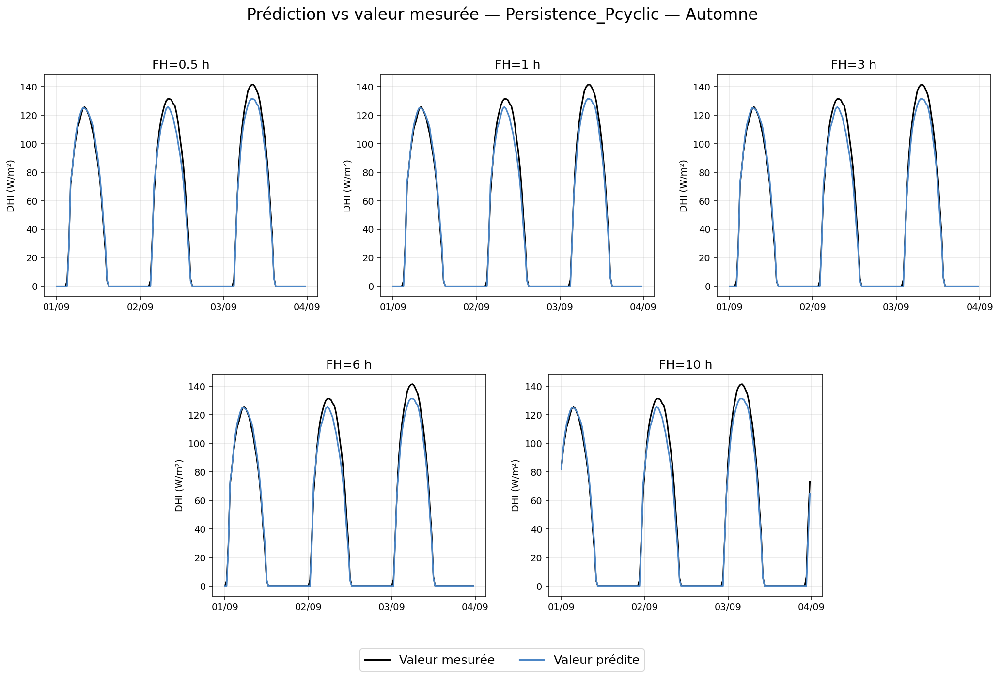 Prédiction vs valeur mesurée — Persistence_Pcyclic — Automne
FH=0.5 h
DHI (W/m²)
140
120
100
80
60
40
20
0
01/09 02/09 03/09 04/09
FH=1 h
DHI (W/m²)
140
120
100
80
60
40
20
0
01/09 02/09 03/09 04/09
FH=3 h
DHI (W/m²)
140
120
100
80
60
40
20
0
01/09 02/09 03/09 04/09
FH=6 h
DHI (W/m²)
140
120
100
80
60
40
20
0
01/09 02/09 03/09 04/09
FH=10 h
DHI (W/m²)
140
120
100
80
60
40
20
0
01/09 02/09 03/09 04/09
Valeur mesurée Valeur prédite